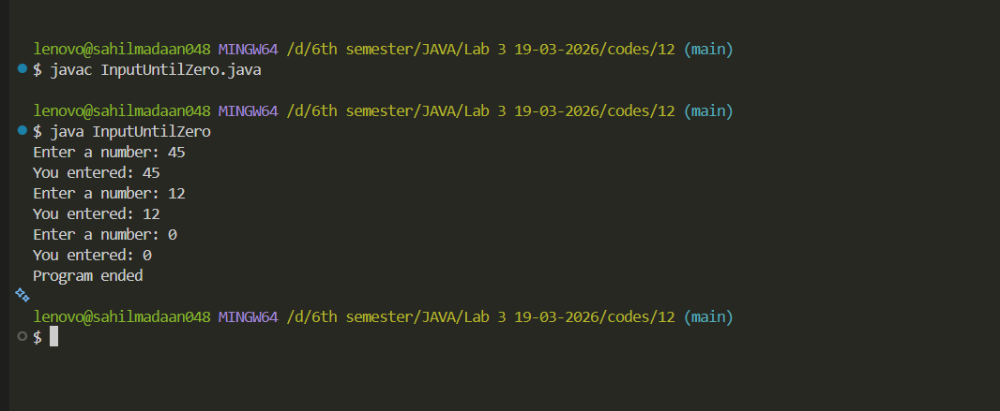 lenovo@sahilmadaan048 MINGW64 /d/6th semester/JAVA/Lab 3 19-03-2026/codes/12 (main)
$ javac InputUntilZero.java
lenovo@sahilmadaan048 MINGW64 /d/6th semester/JAVA/Lab 3 19-03-2026/codes/12 (main)
$ java InputUntilZero
Enter a number: 45
You entered: 45
Enter a number: 12
You entered: 12
Enter a number: 0
You entered: 0
Program ended
lenovo@sahilmadaan048 MINGW64 /d/6th semester/JAVA/Lab 3 19-03-2026/codes/12 (main)
$